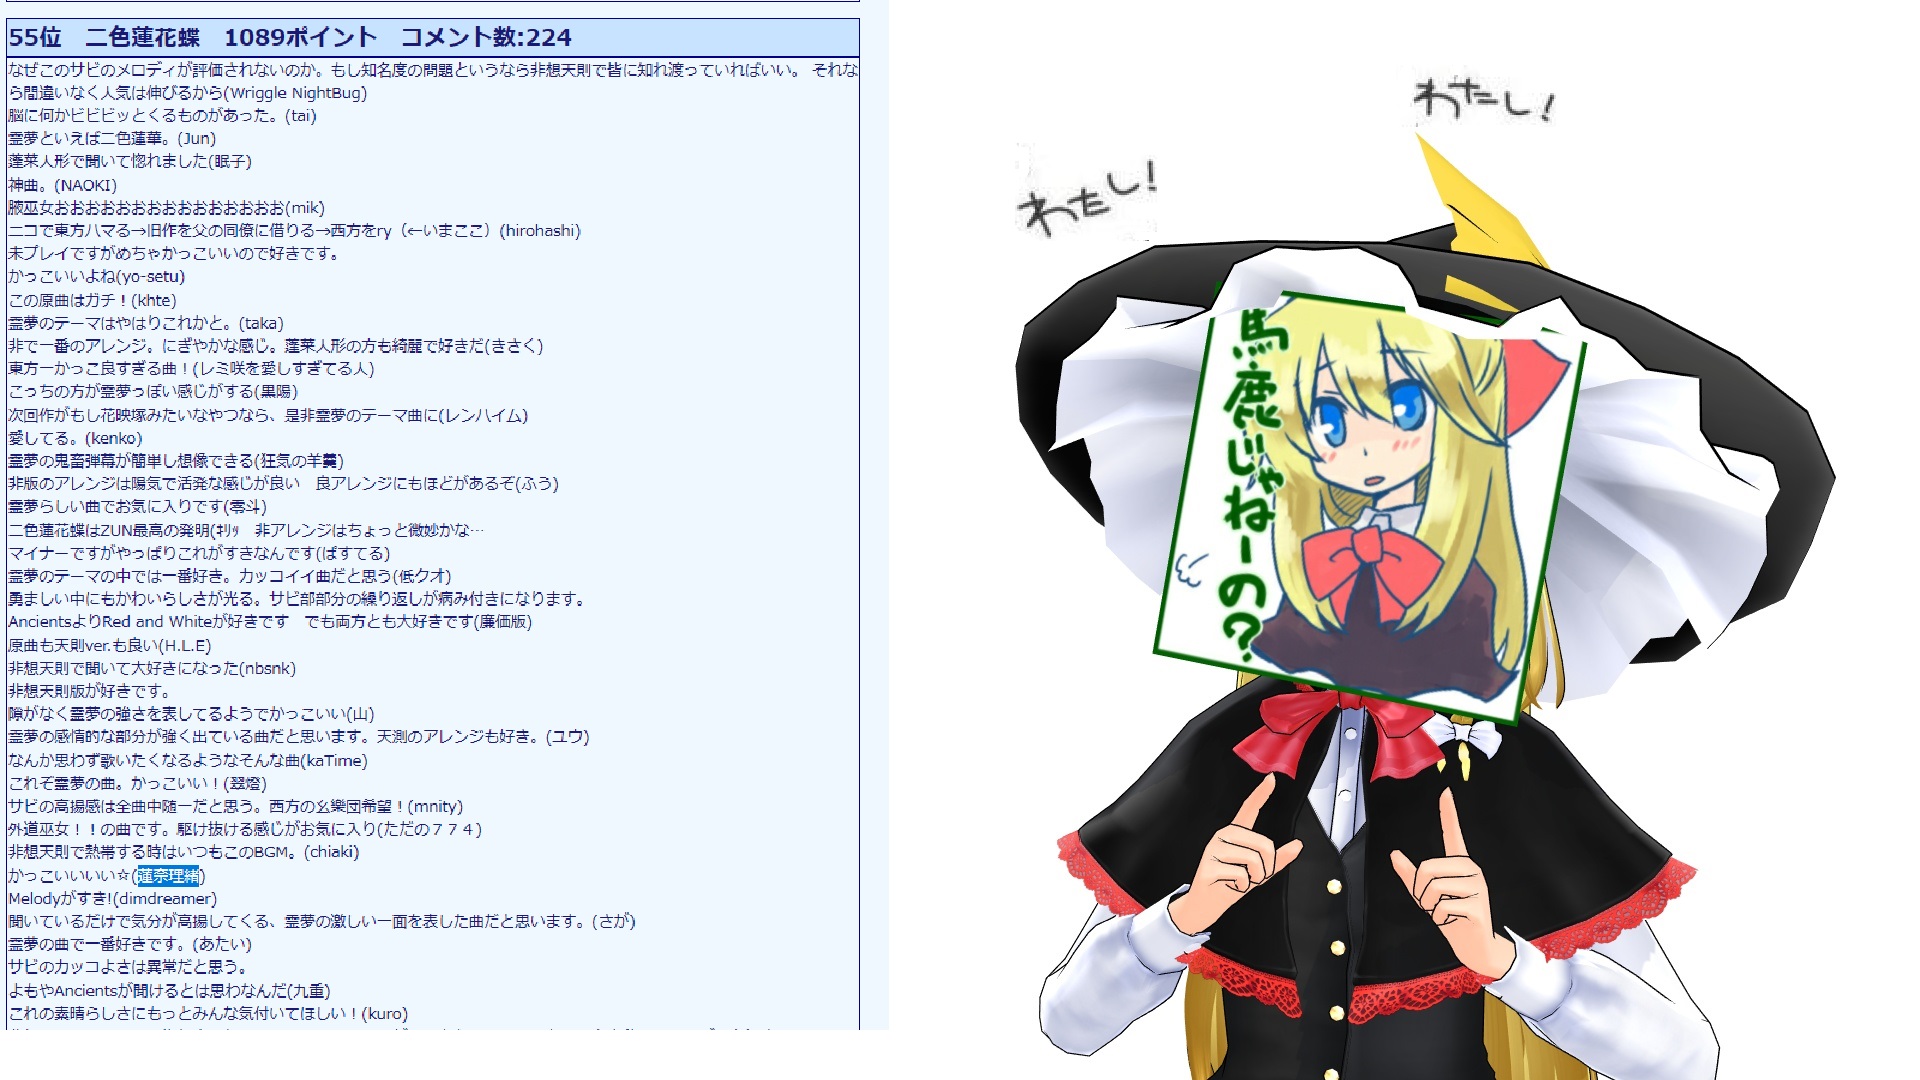 55位　二色蓮花蝶　1089ポイント　コメント数:224
なぜこのサビのメロディが評価されないのか。もし知名度の問題というなら非想天則で皆に知れ渡っていればいい。 それな
ら間違いなく人気は伸びるから(Wriggle NightBug)
脳に何かビビビッとくるものがあった。(tai)
霊夢といえば二色蓮華。(Jun)
蓬莱人形で聞いて惚れました(眠子)
神曲。(NAOKI)
腋巫女おおおおおおおおおおおおおおお(mik)
ニコで東方ハマる→旧作を父の同僚に借りる→西方をry（←いまここ）(hirohashi)
未プレイですがめちゃかっこいいので好きです。
かっこいいよね(yo-setu)
この原曲はガチ！(khte)
霊夢のテーマはやはりこれかと。(taka)
非で一番のアレンジ。にぎやかな感じ。蓬莱人形の方も綺麗で好きだ(きさく)
東方一かっこ良すぎる曲！(レミ咲を愛しすぎてる人)
こっちの方が霊夢っぽい感じがする(黒陽)
次回作がもし花映塚みたいなやつなら、是非霊夢のテーマ曲に(レンハイム)
愛してる。(kenko)
霊夢の鬼畜弾幕が簡単し想像できる(狂気の羊羹)
非版のアレンジは陽気で活発な感じが良い　良アレンジにもほどがあるぞ(ふう)
霊夢らしい曲でお気に入りです(零斗)
二色蓮花蝶はZUN最高の発明(ｷﾘｯ　非アレンジはちょっと微妙かな…
マイナーですがやっぱりこれがすきなんです(ぱすてる)
霊夢のテーマの中では一番好き。カッコイイ曲だと思う(低クオ)
勇ましい中にもかわいらしさが光る。サビ部部分の繰り返しが病み付きになります。
AncientsよりRed and Whiteが好きです　でも両方とも大好きです(廉価版)
原曲も天則ver.も良い(H.L.E)
非想天則で聞いて大好きになった(nbsnk)
非想天則版が好きです。
隙がなく霊夢の強さを表してるようでかっこいい(山)
霊夢の感情的な部分が強く出ている曲だと思います。天測のアレンジも好き。(ユウ)
なんか思わず歌いたくなるようなそんな曲(kaTime)
これぞ霊夢の曲。かっこいい！(翠燈)
サビの高揚感は全曲中随一だと思う。西方の幺樂団希望！(mnity)
外道巫女！！の曲です。駆け抜ける感じがお気に入り(ただの７７４)
非想天則で熱帯する時はいつもこのBGM。(chiaki)
かっこいいいい☆(蓮奈理緒)
Melodyがすき!(dimdreamer)
聞いているだけで気分が高揚してくる、霊夢の激しい一面を表した曲だと思います。(さが)
霊夢の曲で一番好きです。(あたい)
サビのカッコよさは異常だと思う。
よもやAncientsが聞けるとは思わなんだ(九重)
これの素晴らしさにもっとみんな気付いてほしい！(kuro)
わたし!
わたし!
馬鹿じゃねーの?